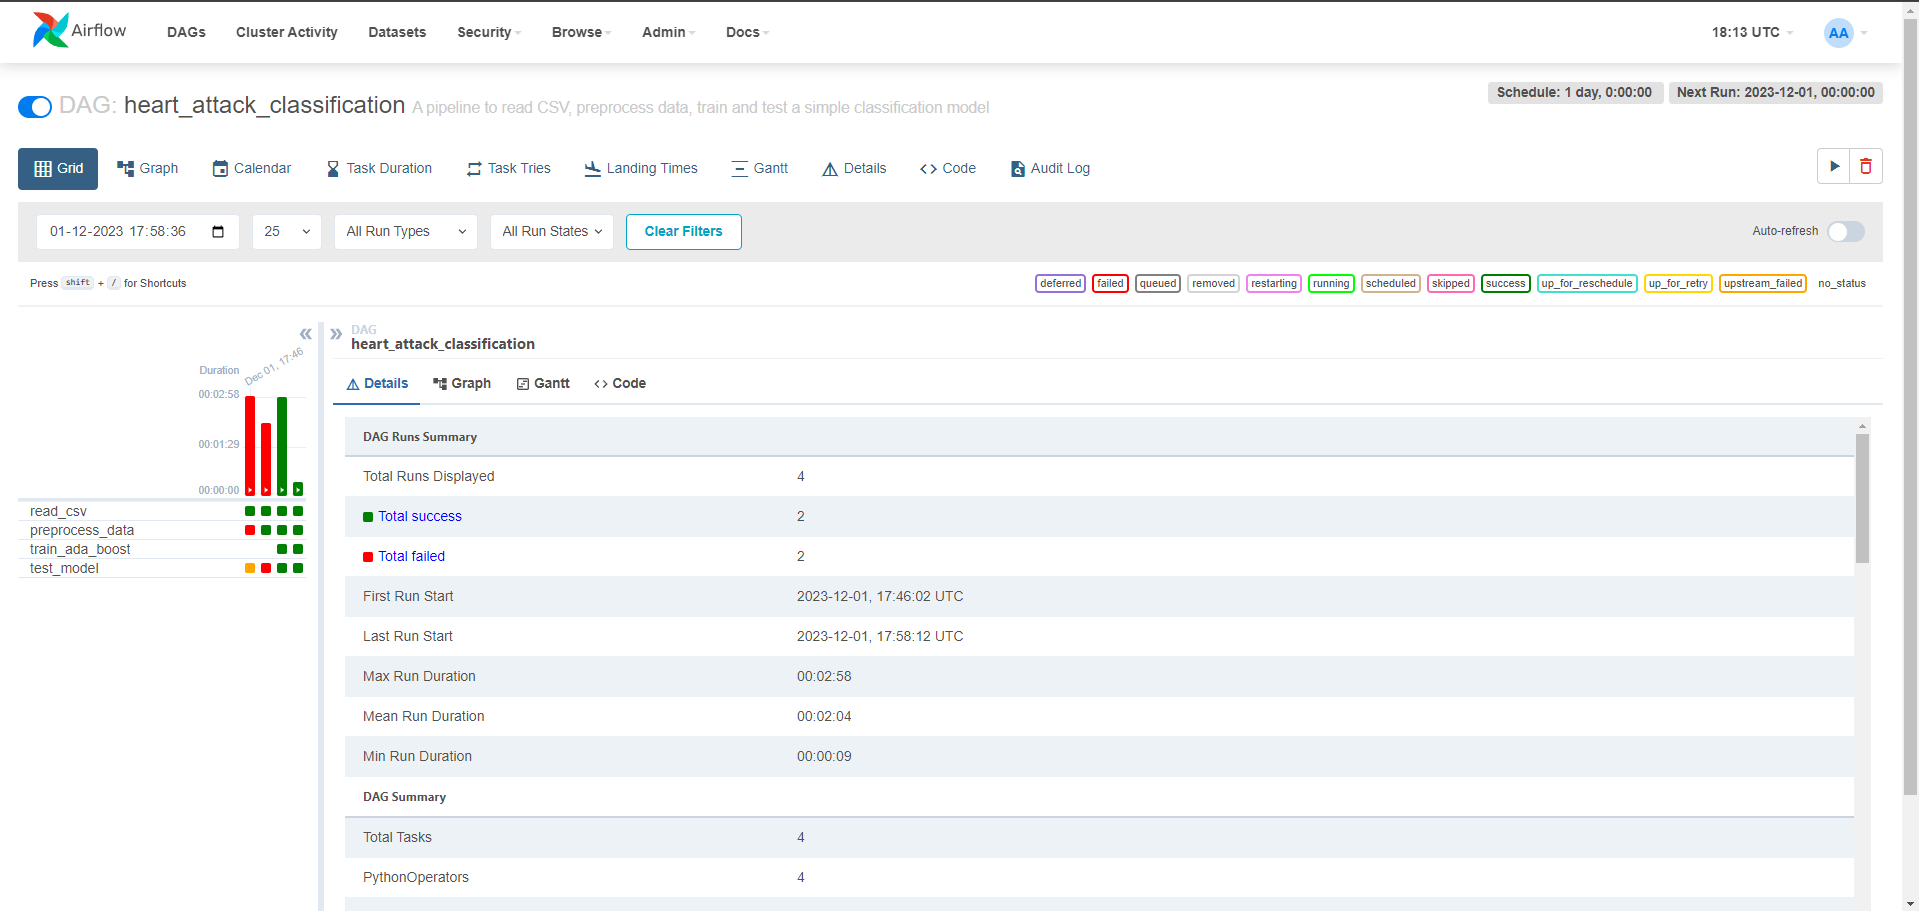 Airflow DAGs Cluster Activity Datasets Security Browse Admin Docs 18:13 UTC AA
DAG: heart_attack_classification A pipeline to read CSV, preprocess data, train and test a simple classification model
Schedule: 1 day, 0:00:00 Next Run: 2023-12-01, 00:00:00
Grid Graph Calendar Task Duration Task Tries Landing Times Gantt Details Code Audit Log
01-12-2023 17:58:36 25 All Run Types All Run States Clear Filters Auto-refresh
Press shift + / for Shortcuts
deferred failed queued removed restarting running scheduled skipped success up_for_reschedule up_for_retry upstream_failed no_status
Dec 01, 17:46
Duration
00:02:58
00:01:29
00:00:00
read_csv
preprocess_data
train_ada_boost
test_model
DAG
heart_attack_classification
Details Graph Gantt Code
DAG Runs Summary
Total Runs Displayed 4
Total success 2
Total failed 2
First Run Start 2023-12-01, 17:46:02 UTC
Last Run Start 2023-12-01, 17:58:12 UTC
Max Run Duration 00:02:58
Mean Run Duration 00:02:04
Min Run Duration 00:00:09
DAG Summary
Total Tasks 4
PythonOperators 4